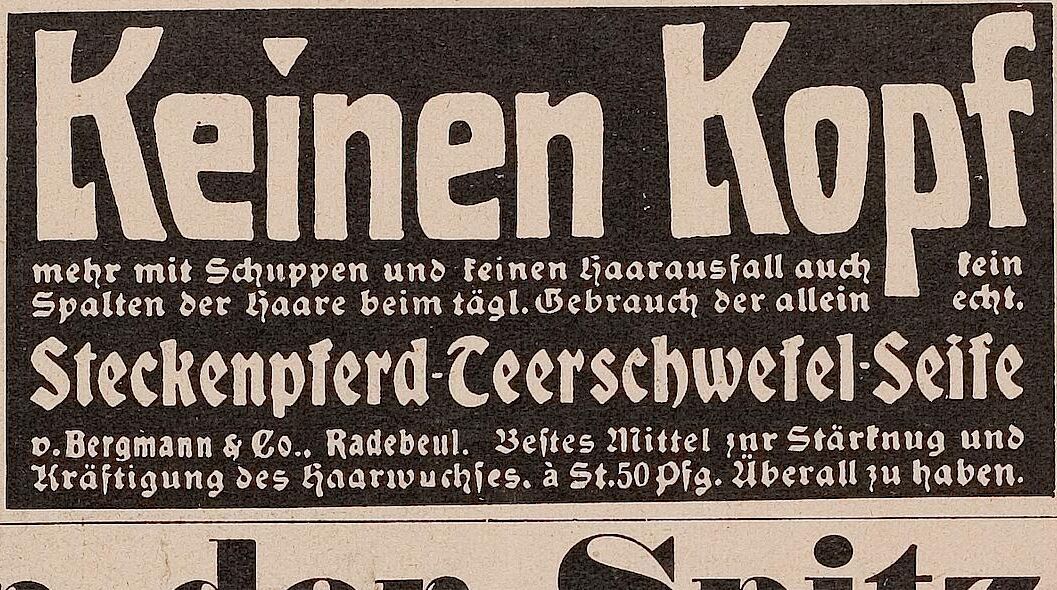 Keinen Kopf
mehr mit Schuppen und keinen Haarausfall auch kein
Spalten der Haare beim tägl. Gebrauch der allein echt.
Steckenpferd-Teerschwefel-Seife
v. Bergmann & Co., Radebeul. Bestes Mittel znr Stärknug und
Kräftigung des Haarwuchses, à St. 50 Pfg. Überall zu haben.